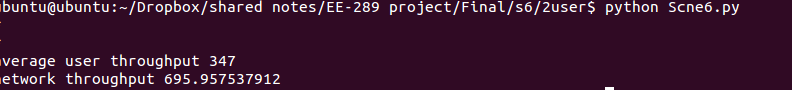 ubuntu@ubuntu:~/Dropbox/shared notes/EE-289 project/Final/s6/2user$ python Scne6.py
verage user throughput 347
etwork throughput 695.957537912